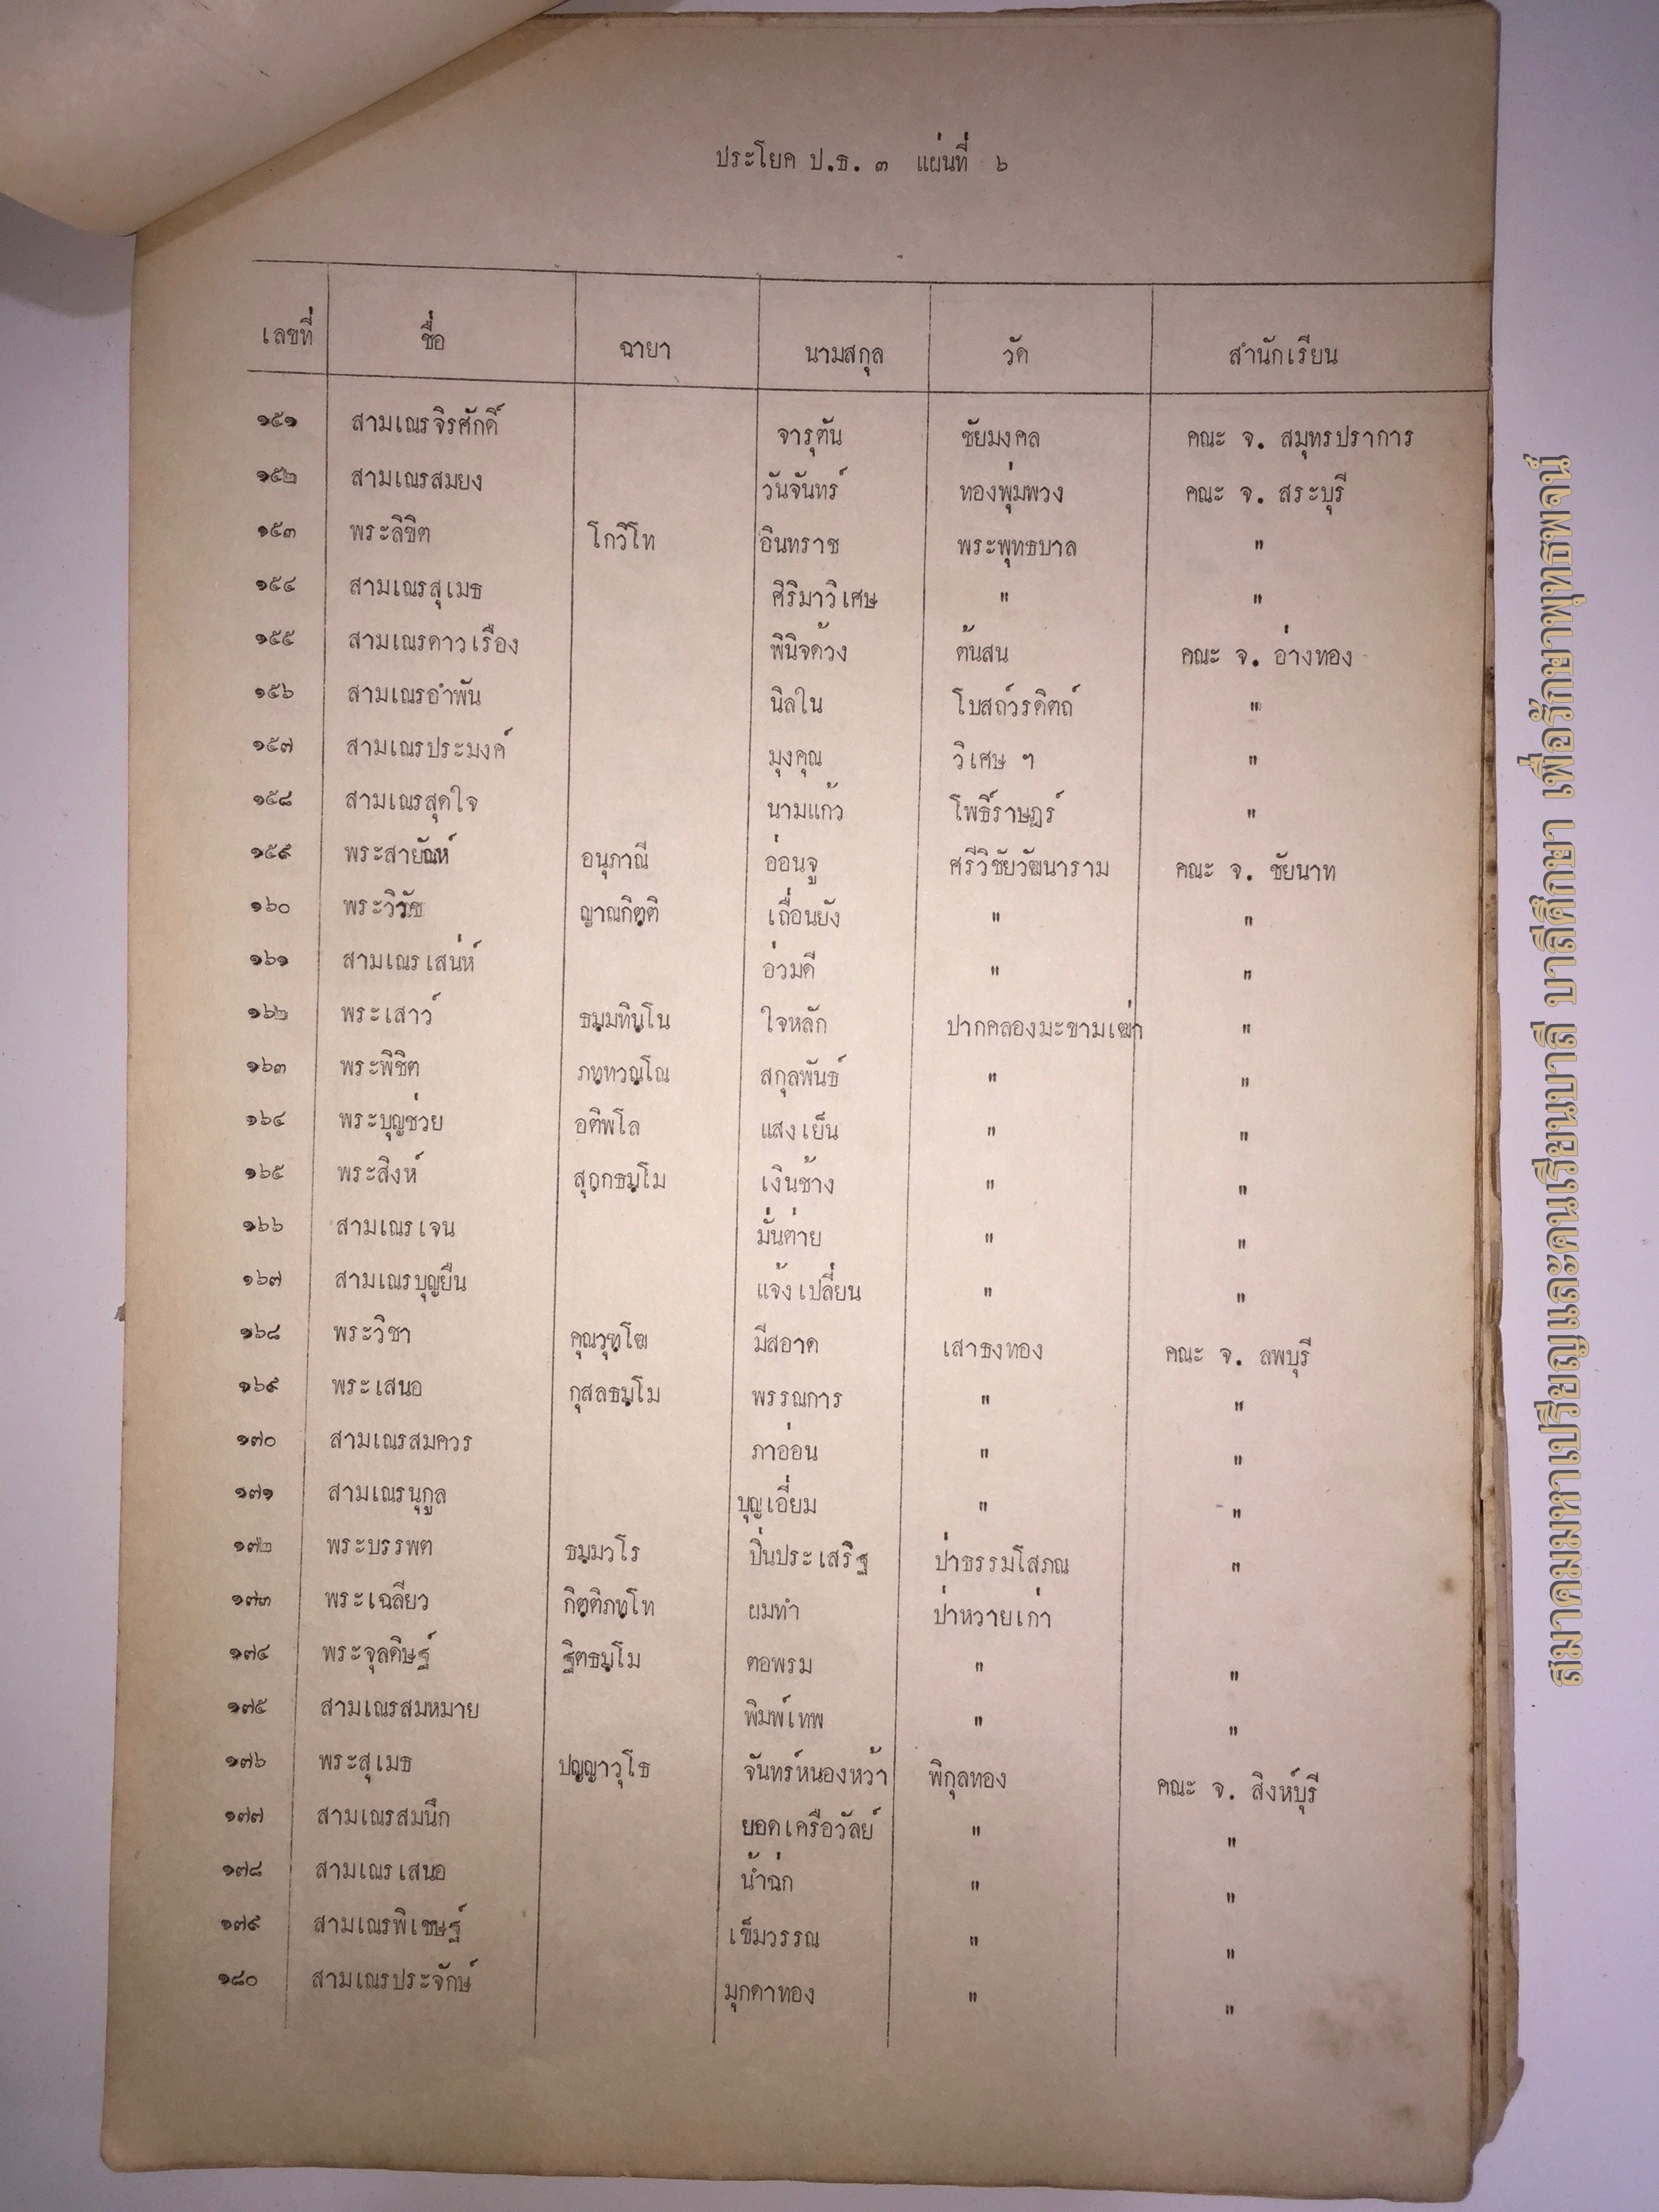 ประโยค ป.ธ. ๓ แผ่นที่ ๖
เลขที่ ชื่อ ฉายา นามสกุล วัด สำนักเรียน
๑๕๑ สามเณรจิรศักดิ์ จารุตัน ชัยมงคล คณะ จ. สมุทรปราการ
๑๕๒ สามเณรสมยง วันจันทร์ ทองพุ่มพวง คณะ จ. สระบุรี
๑๕๓ พระลิขิต โกวิโท อินทราช พระพุทธบาล "
๑๕๔ สามเณรสุเมธ ศิริมาวิเศษ " "
๑๕๕ สามเณรดาวเรือง พินิจด้วง ต้นสน คณะ จ. อ่างทอง
๑๕๖ สามเณรอำพัน นิลใน โบสถ์วรดิตถ์ "
๑๕๗ สามเณรประมงค์ มุงคุณ วิเศษ ฯ "
๑๕๘ สามเณรสุดใจ นามแก้ว โพธิ์ราษฎร์ "
๑๕๙ พระสายัณห์ อนุภาณี อ่อนจู ศรีวิชัยวัฒนาราม คณะ จ. ชัยนาท
๑๖๐ พระวิรัช ญาณกิตฺติ เถื่อนยัง " "
๑๖๑ สามเณรเสน่ห์ อ่วมดี " "
๑๖๒ พระเสาว์ ธมฺมทินฺโน ใจหลัก ปากคลองมะขามเฒ่า "
๑๖๓ พระพิชิต ภทฺทวณฺโณ สกุลพันธ์ " "
๑๖๔ พระบุญช่วย อติพโล แสงเย็น " "
๑๖๕ พระสิงห์ สุฏฺกธมฺโม เงินช้าง " "
๑๖๖ สามเณรเจน มั่นต่าย " "
๑๖๗ สามเณรบุญยืน แจ้งเปลี่ยน " "
๑๖๘ พระวิชา คุณวุฑฺโฒ มีสอาด เสาธงทอง คณะ จ. ลพบุรี
๑๖๙ พระเสนอ กุสลธมฺโม พรรณการ " "
๑๗๐ สามเณรสมควร ภาอ่อน " "
๑๗๑ สามเณรนุกูล บุญเอี่ยม " "
๑๗๒ พระบรรพต ธมฺมวโร ปิ่นประเสริฐ ป่าธรรมโสภณ "
๑๗๓ พระเฉลียว กิตฺติภทฺโท ผมทำ ป่าหวายเก่า
๑๗๔ พระจุลดิษฐ์ ฐิตธมฺโม ตอพรม " "
๑๗๕ สามเณรสมหมาย พิมพ์เทพ " "
๑๗๖ พระสุเมธ ปญฺญาวุโธ จันทร์หนองหว้า พิกุลทอง คณะ จ. สิงห์บุรี
๑๗๗ สามเณรสมนึก ยอดเครือวัลย์ " "
๑๗๘ สามเณรเสนอ น้ำฉ่ำ " "
๑๗๙ สามเณรพิเชษฐ์ เข็มวรรณ " "
๑๘๐ สามเณรประจักษ์ มุกดาทอง " "
สมาคมมหาเปรียญและคนเรียนบาลี บาลีศึกษา เพื่อรักษาพุทธพจน์